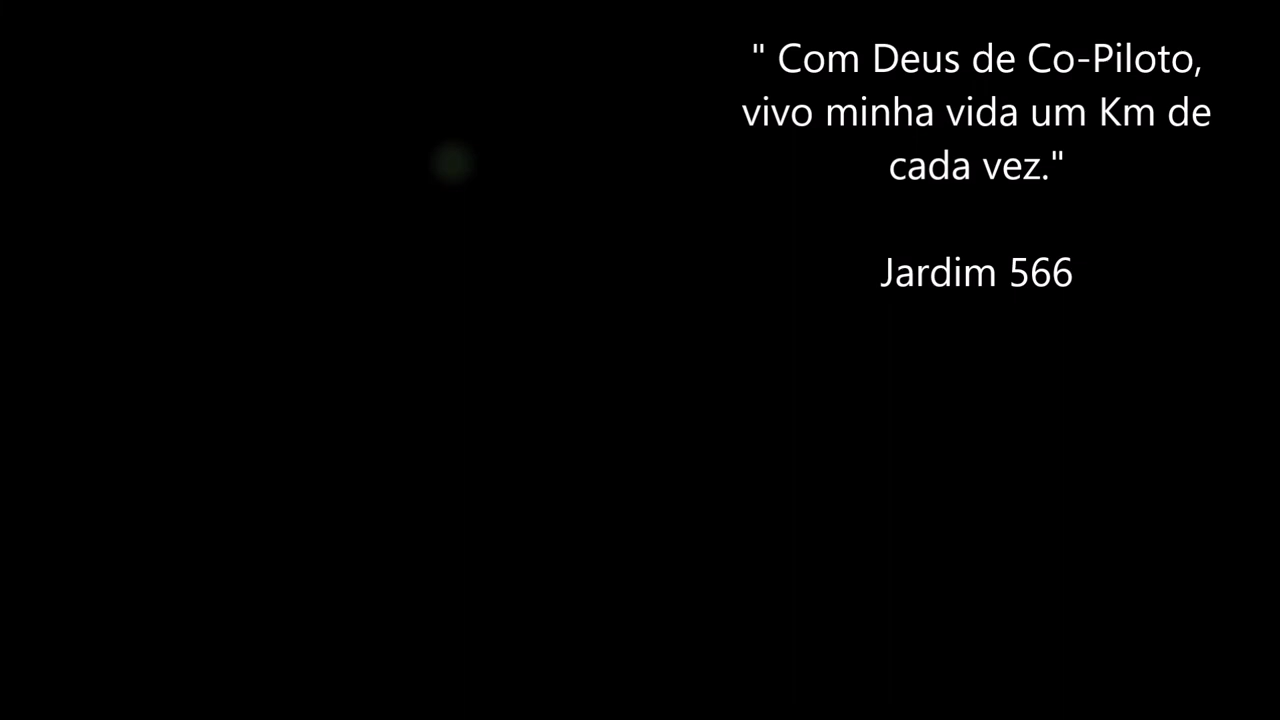 " Com Deus de Co-Piloto,
vivo minha vida um Km de
cada vez."
Jardim 566